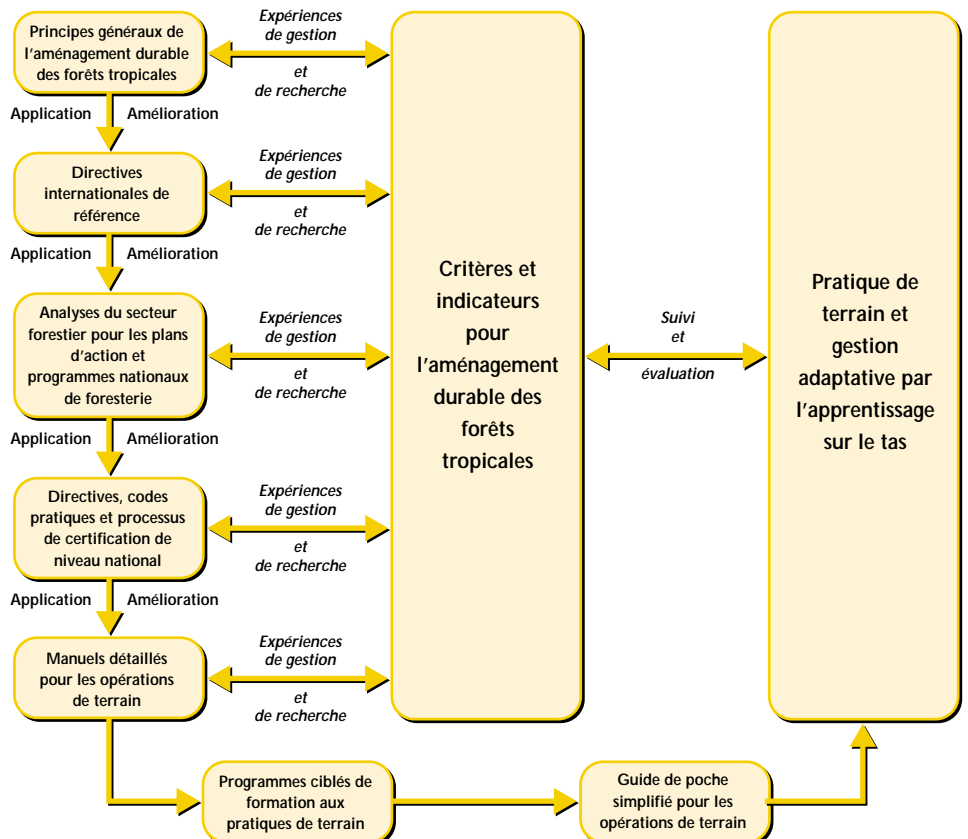 Principes généraux de
l'aménagement durable
des forêts tropicales
Expériences
de gestion
et
de recherche
Application
Amélioration
Directives
internationales de
référence
Expériences
de gestion
et
de recherche
Application
Amélioration
Analyses du secteur
forestier pour les plans
d'action et
programmes nationaux
de foresterie
Expériences
de gestion
et
de recherche
Application
Amélioration
Directives, codes
pratiques et processus
de certification de
niveau national
Expériences
de gestion
et
de recherche
Application
Amélioration
Manuels détaillés
pour les opérations
de terrain
Expériences
de gestion
et
de recherche
Critères et
indicateurs
pour
l'aménagement
durable des
forêts
tropicales
Suivi
et
évaluation
Pratique de
terrain et
gestion
adaptative par
l'apprentissage
sur le tas
Programmes ciblés de
formation aux
pratiques de terrain
Guide de poche
simplifié pour les
opérations de terrain